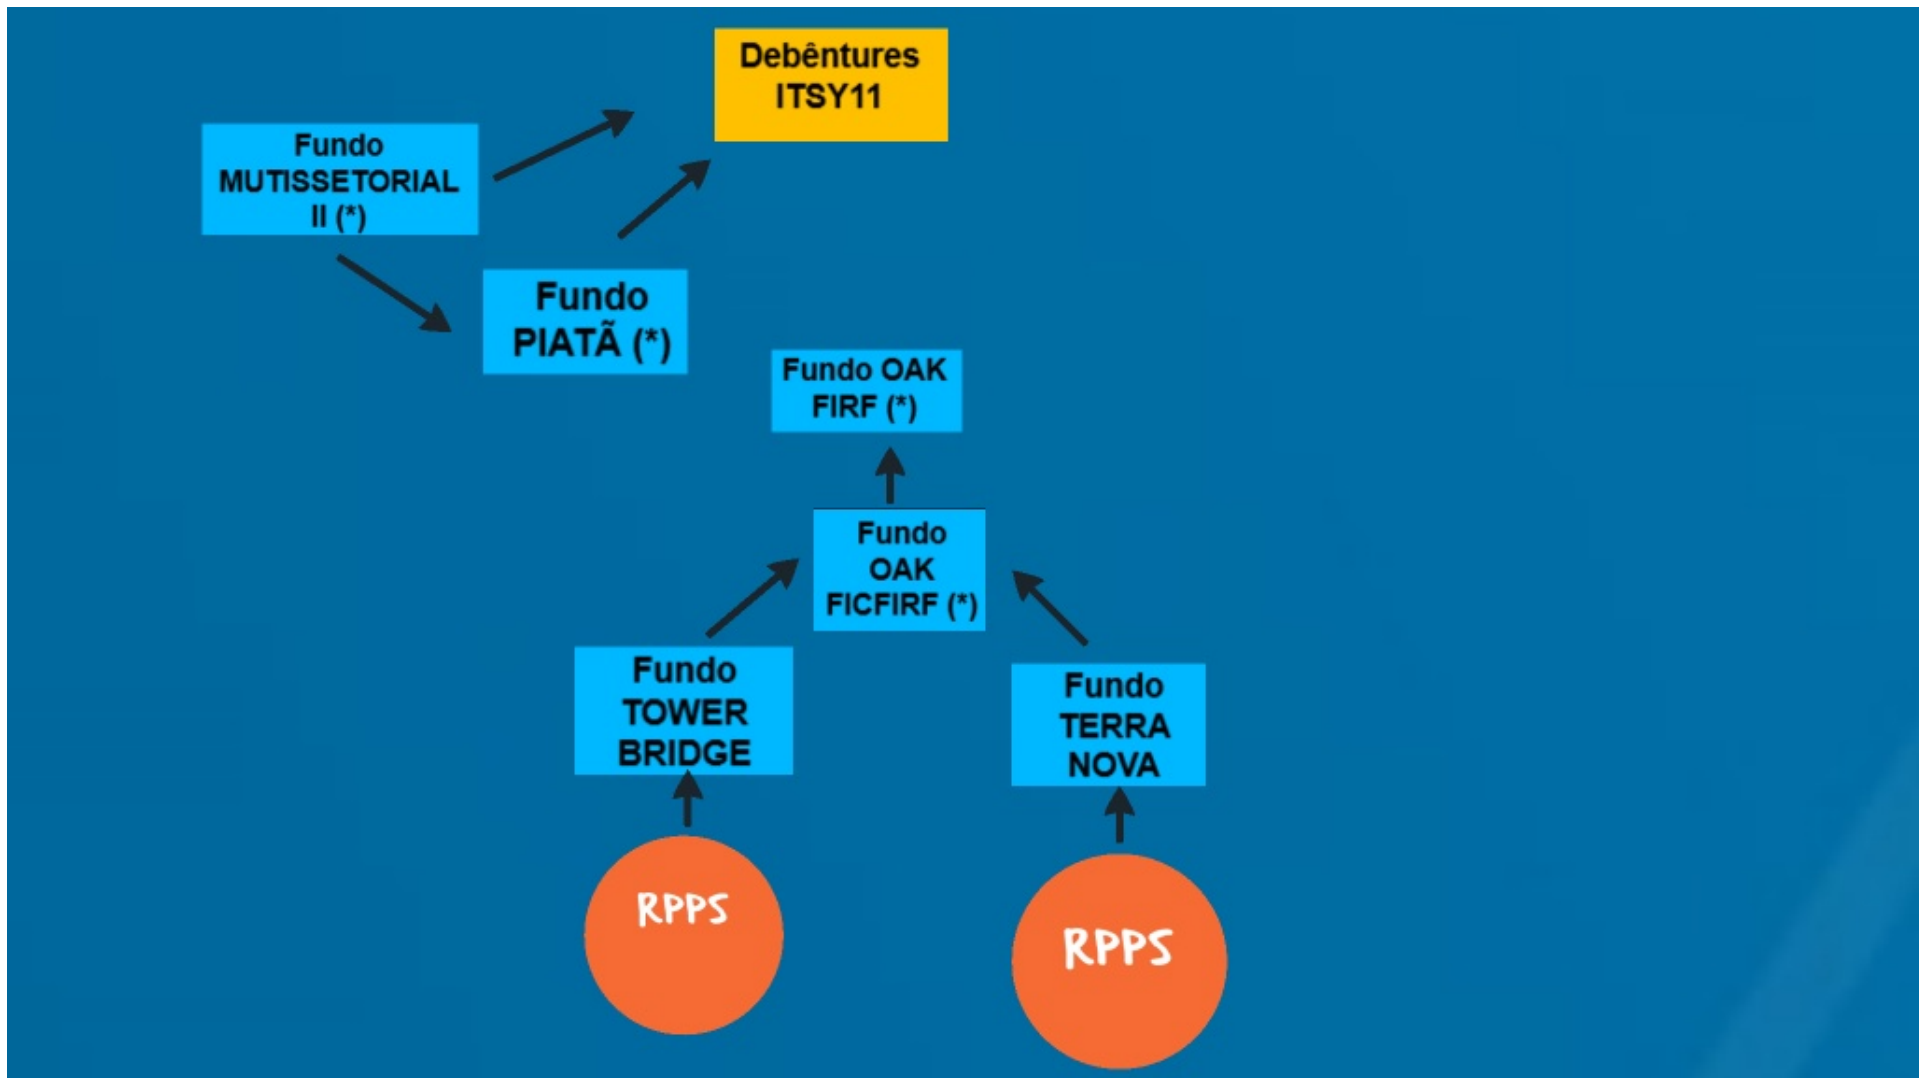 Debêntures
ITSY11
Fundo
MUTISSETORIAL
II (*)
Fundo
PIATÃ (*)
Fundo OAK
FIRF (*)
Fundo
OAK
FICFIRF (*)
Fundo
TOWER
BRIDGE
Fundo
TERRA
NOVA
RPPS
RPPS